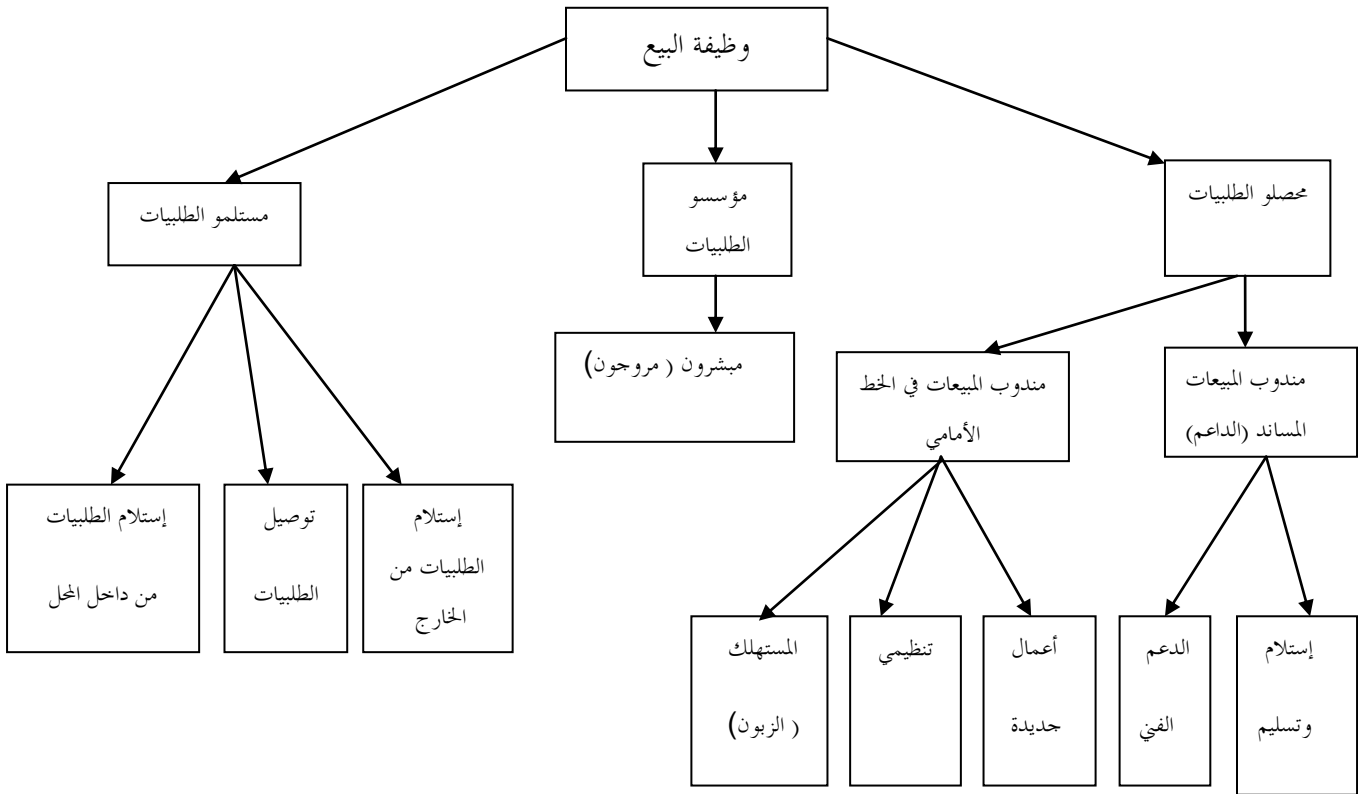 وظيفة البيع
محصلو الطلبيات
مؤسسو
الطلبيات
مستلمو الطلبيات
مندوب المبيعات
المساند (الداعم)
مندوب المبيعات في الخط
الأمامي
مبشرون ( مروجون)
إستلام
الطلبيات من
الخارج
توصيل
الطلبيات
إستلام الطلبيات
من داخل المحل
إستلام
وتسليم
الدعم
الفني
أعمال
جديدة
تنظيمي
المستهلك
( الزبون)